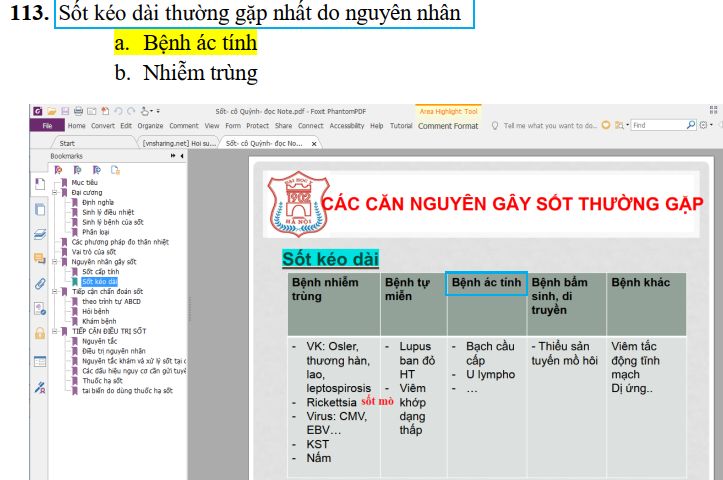 113. Sốt kéo dài thường gặp nhất do nguyên nhân
a. Bệnh ác tính
b. Nhiễm trùng
Sốt- cô Quỳnh- đọc Note.pdf - Foxit PhantomPDF
Area Highlight Tool
File Home Convert Edit Organize Comment View Form Protect Share Connect Accessibility Help Tutorial Comment Format Tell me what you want to do... Find
Start [vnsharing.net] Hoi su... Sốt- cô Quỳnh- đọc No... x
Bookmarks
Mục tiêu
Đại cương
Định nghĩa
Sinh lý điều nhiệt
Sinh lý bệnh của sốt
Phân loại
Các phương pháp đo thân nhiệt
Vai trò của sốt
Nguyên nhân gây sốt
Sốt cấp tính
Sốt kéo dài
Tiếp cận chẩn đoán sốt
theo trình tự ABCD
Hỏi bệnh
Khám bệnh
TIẾP CẬN ĐIỀU TRỊ SỐT
Nguyên tắc
Điều trị nguyên nhân
Nguyên tắc khám và xử lý sốt tại c
Các dấu hiệu nguy cơ cần gửi tuyế
Thuốc hạ sốt
tai biến do dùng thuốc hạ sốt
ĐẠI HỌC Y
1902
HÀ NỘI
CÁC CĂN NGUYÊN GÂY SỐT THƯỜNG GẶP
Sốt kéo dài
Bệnh nhiễm trùng
Bệnh tự miễn
Bệnh ác tính
Bệnh bẩm sinh, di truyền
Bệnh khác
- VK: Osler,
thương hàn,
lao,
leptospirosis
- Rickettsia sốt mò
- Virus: CMV,
EBV…
- KST
- Nấm
- Lupus
ban đỏ
HT
- Viêm
khớp
dạng
thấp
- Bạch cầu
cấp
- U lympho
- …
- Thiểu sản
tuyến mồ hôi
Viêm tắc
động tĩnh
mạch
Dị ứng..